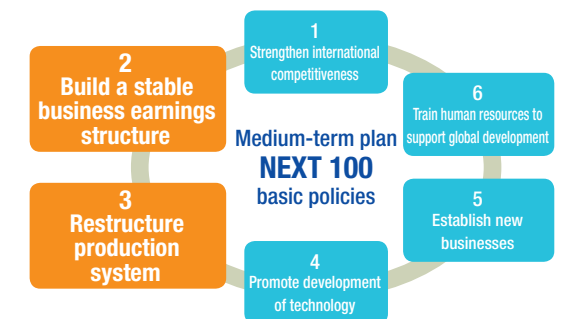 1
Strengthen international
competitiveness
2
Build a stable
business earnings
structure
3
Restructure
production
system
4
Promote development
of technology
5
Establish new
businesses
6
Train human resources to
support global development
Medium-term plan
NEXT 100
basic policies